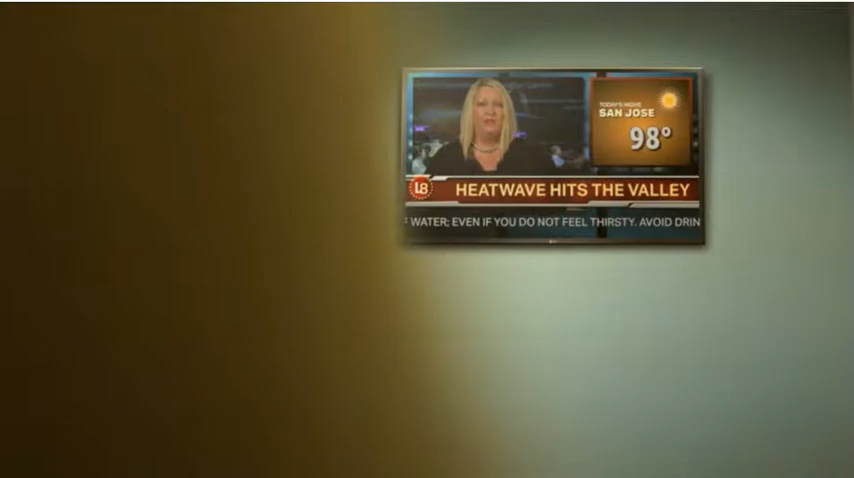 TODAY'S HIGHS
SAN JOSE
98°
L8
HEATWAVE HITS THE VALLEY
WATER; EVEN IF YOU DO NOT FEEL THIRSTY. AVOID DRIN